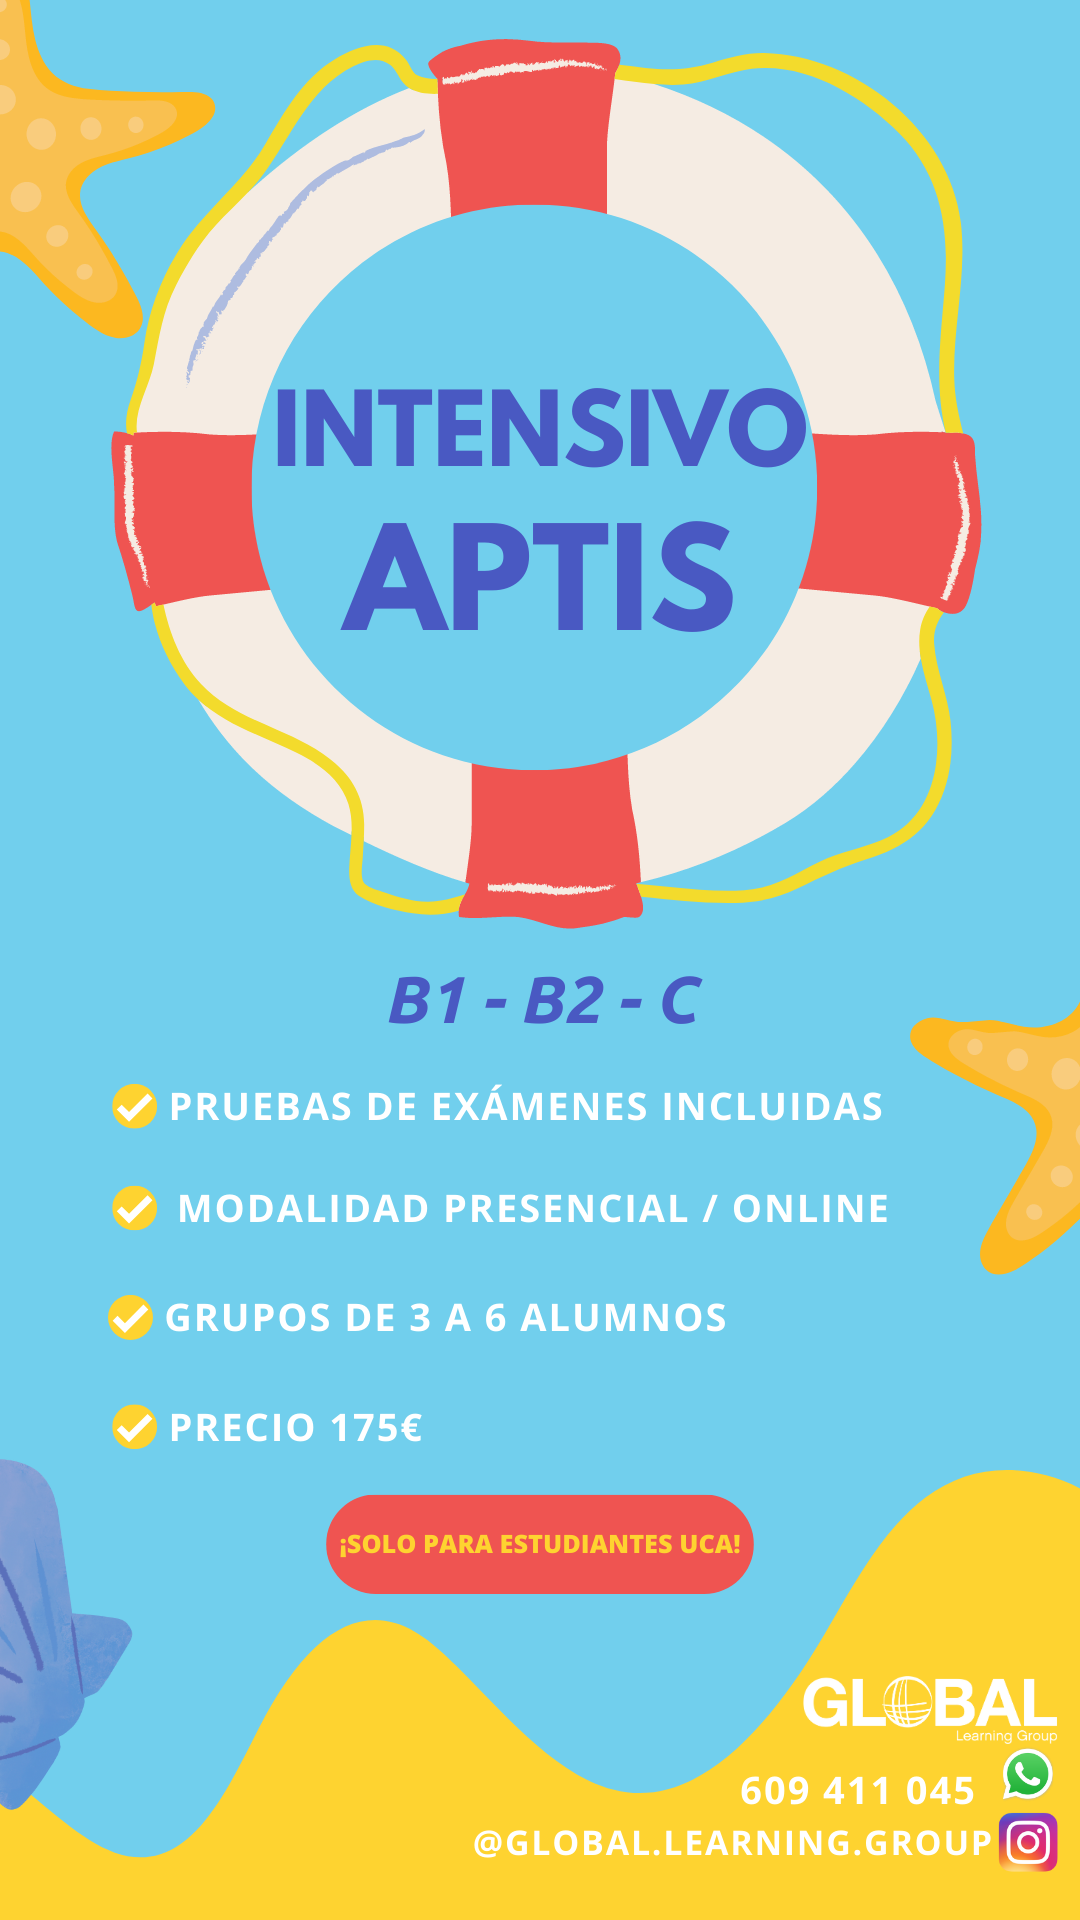 INTENSIVO
APTIS
B1 - B2 - C
PRUEBAS DE EXÁMENES INCLUIDAS
MODALIDAD PRESENCIAL / ONLINE
GRUPOS DE 3 A 6 ALUMNOS
PRECIO 175€
¡SOLO PARA ESTUDIANTES UCA!
GLOBAL
Learning Group
609 411 045
@GLOBAL.LEARNING.GROUP